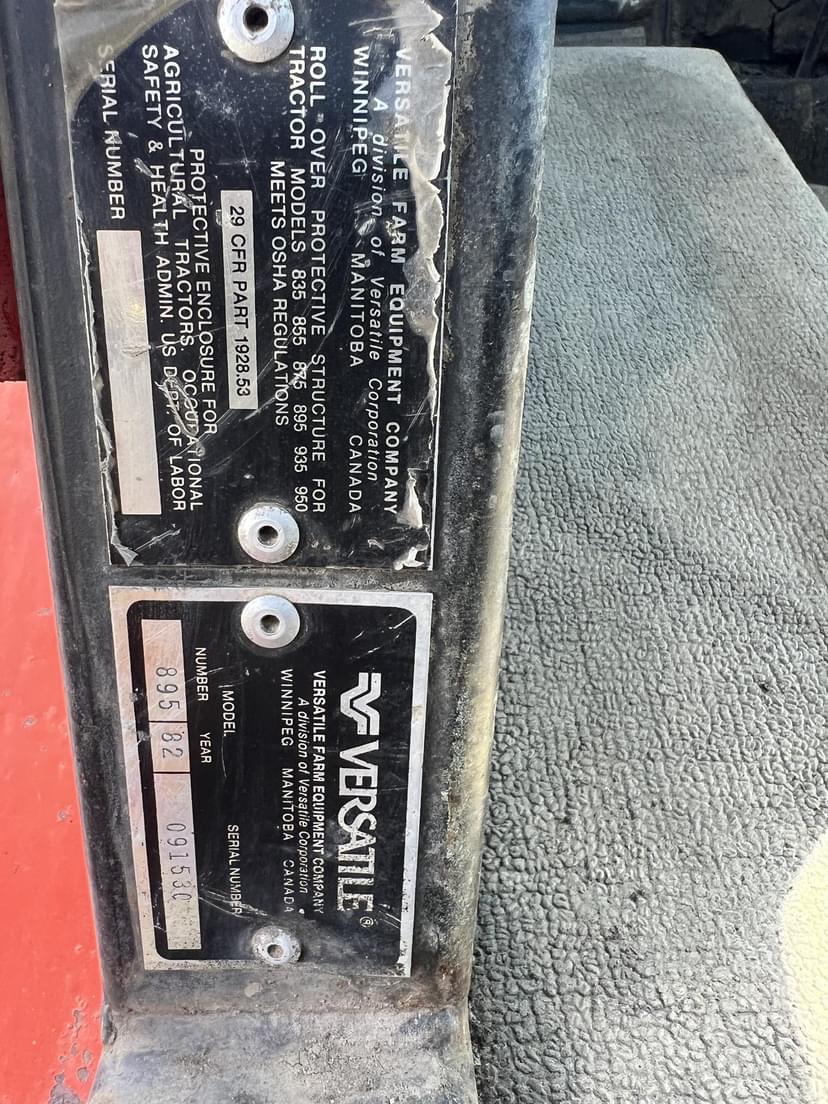 VERSATILE FARM EQUIPMENT COMPANY
A division of Versatile Corporation
WINNIPEG MANITOBA CANADA
ROLL OVER PROTECTIVE STRUCTURE FOR
TRACTOR MODELS 835 855 875 895 935 950
MEETS OSHA REGULATIONS
29 CFR PART 1928.53
PROTECTIVE ENCLOSURE FOR
AGRICULTURAL TRACTORS, OCCUPATIONAL
SAFETY & HEALTH ADMIN. US DEPT. OF LABOR
SERIAL NUMBER
VERSATILE®
VERSATILE FARM EQUIPMENT COMPANY
A division of Versatile Corporation
WINNIPEG MANITOBA CANADA
MODEL SERIAL NUMBER
NUMBER YEAR
895 82 091530